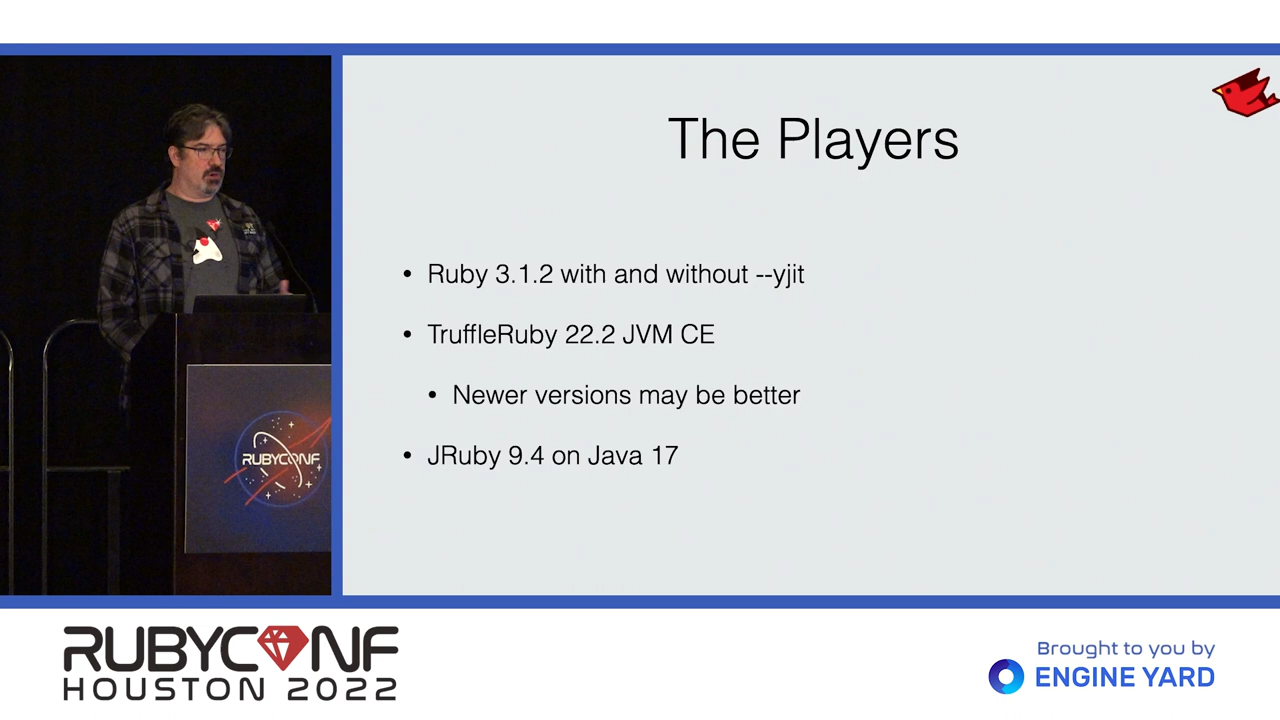 The Players
• Ruby 3.1.2 with and without --yjit
• TruffleRuby 22.2 JVM CE
• Newer versions may be better
• JRuby 9.4 on Java 17
RUBYCONF
RUBYCONF
HOUSTON 2022
Brought to you by
ENGINE YARD